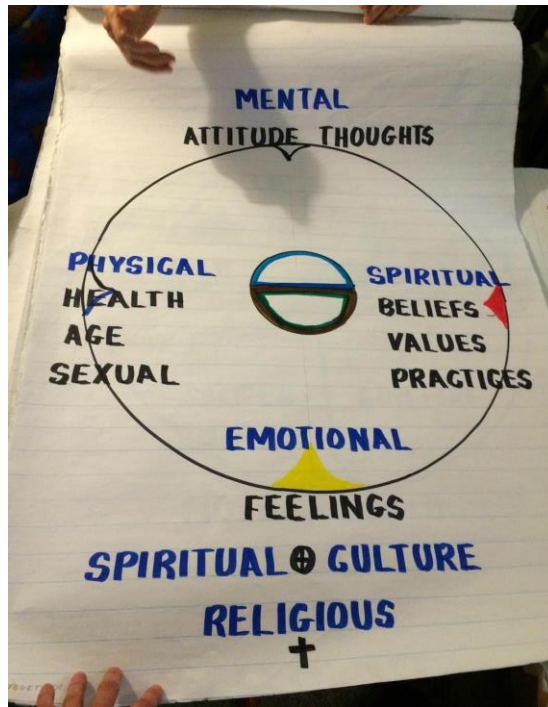 MENTAL
ATTITUDE THOUGHTS
PHYSICAL
HEALTH
AGE
SEXUAL
SPIRITUAL
BELIEFS
VALUES
PRACTICES
EMOTIONAL
FEELINGS
SPIRITUAL CULTURE
RELIGIOUS